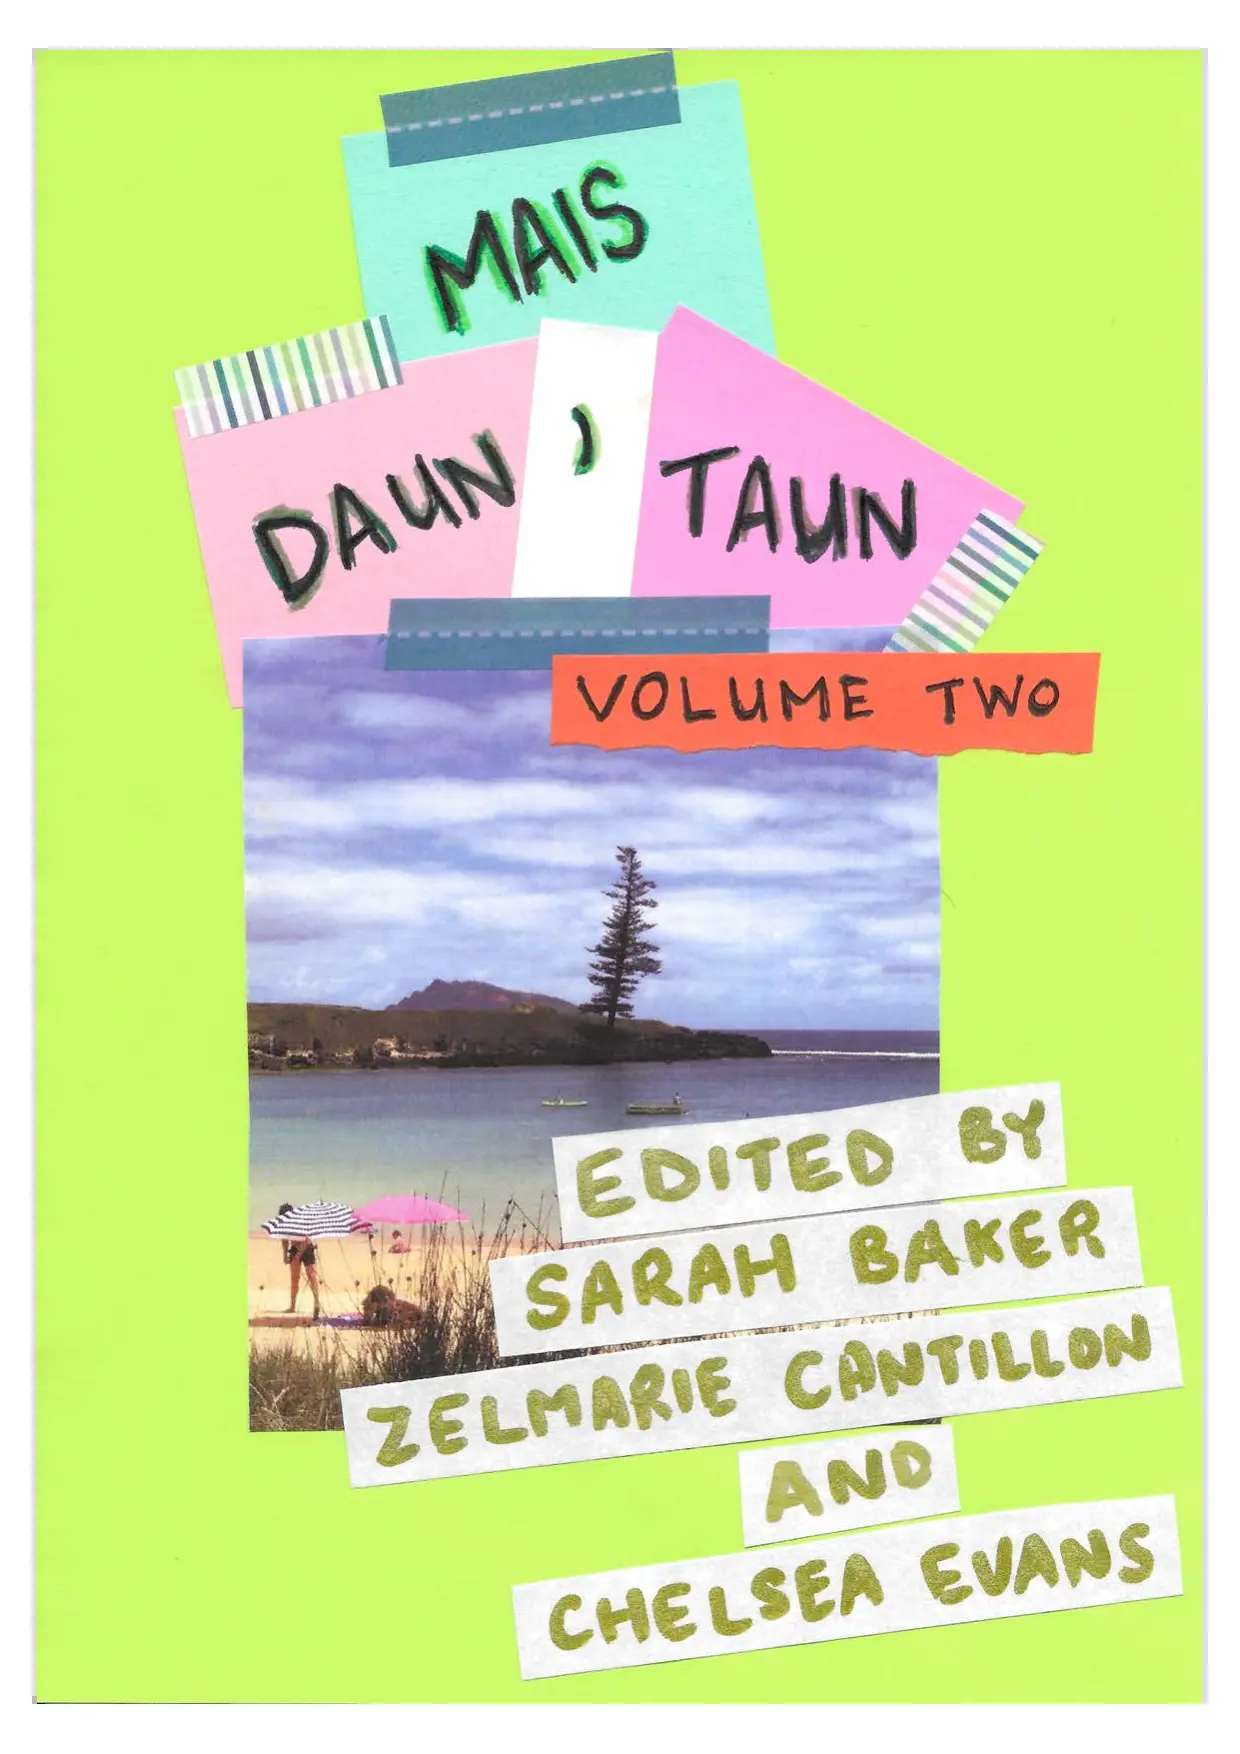 MAIS
DAUN' TAUN
VOLUME TWO
EDITED BY
SARAH BAKER
ZELMARIE CANTILLON
AND
CHELSEA EVANS